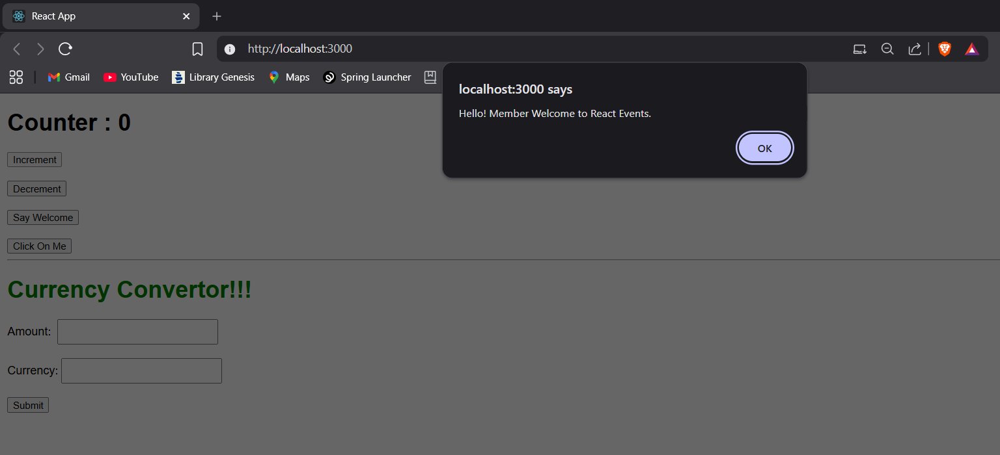 React App
http://localhost:3000
Gmail YouTube Library Genesis Maps Spring Launcher
localhost:3000 says
Hello! Member Welcome to React Events.
OK
Counter : 0
Increment
Decrement
Say Welcome
Click On Me
Currency Convertor!!!
Amount:
Currency:
Submit